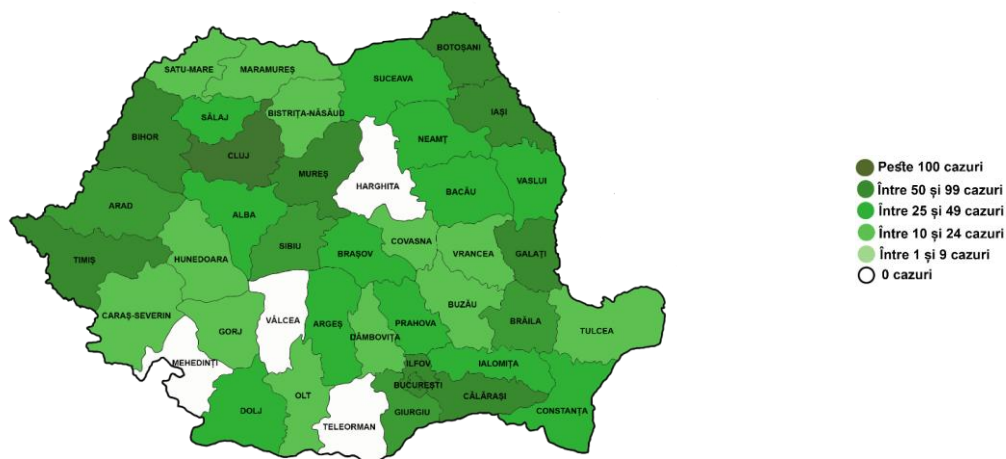 BOTOȘANI
SATU-MARE
MARAMUREȘ
SUCEAVA
IAȘI
BISTRIȚA-NĂSĂUD
SĂLAJ
BIHOR
NEAMȚ
CLUJ
MUREȘ
HARGHITA
BACĂU
VASLUI
ARAD
ALBA
COVASNA
SIBIU
BRAȘOV
VRANCEA
GALAȚI
TIMIȘ
HUNEDOARA
BUZĂU
CARAȘ-SEVERIN
VÂLCEA
GORJ
ARGEȘ
PRAHOVA
BRĂILA
TULCEA
DÂMBOVIȚA
MEHEDINȚI
ILFOV
IALOMIȚA
BUCUREȘTI
OLT
CĂLĂRAȘI
DOLJ
GIURGIU
CONSTANȚA
TELEORMAN
Peste 100 cazuri
Între 50 și 99 cazuri
Între 25 și 49 cazuri
Între 10 și 24 cazuri
Între 1 și 9 cazuri
0 cazuri